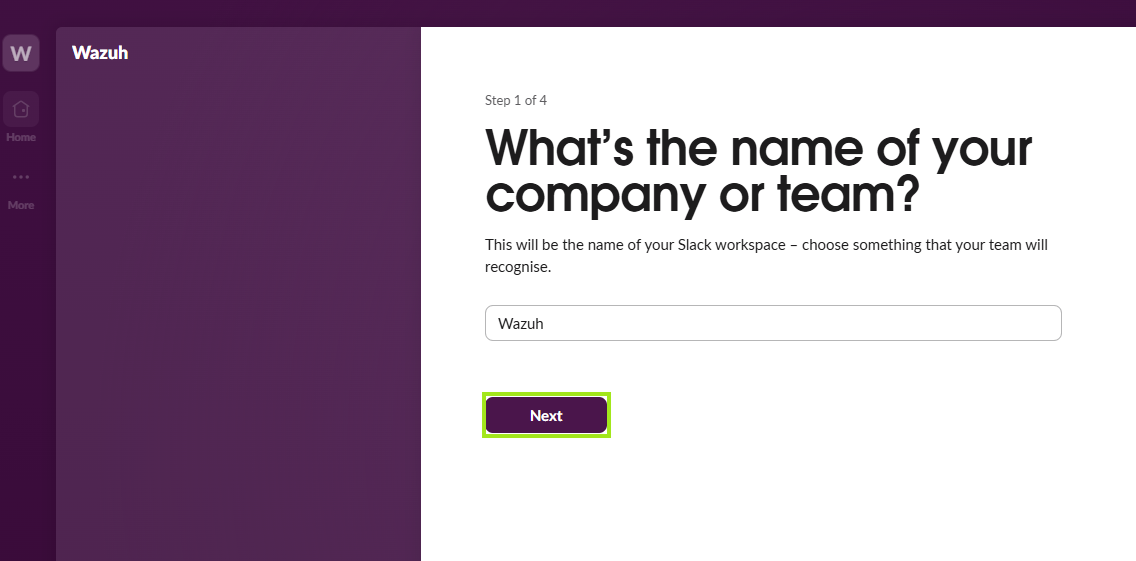 W
Wazuh
Home
More
Step 1 of 4
What's the name of your
company or team?
This will be the name of your Slack workspace – choose something that your team will
recognise.
Wazuh
Next